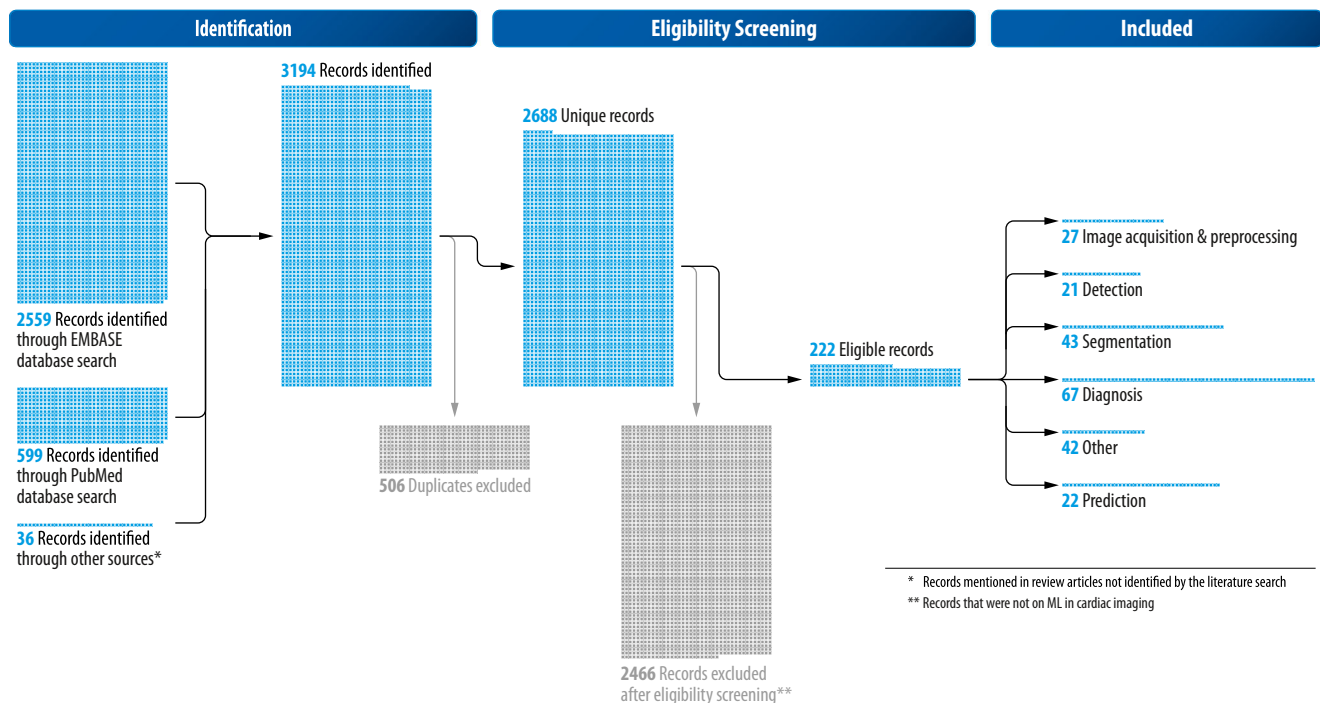 Identification
Eligibility Screening
Included
3194 Records identified
2688 Unique records
2559 Records identified
through EMBASE
database search
599 Records identified
through PubMed
database search
36 Records identified
through other sources*
506 Duplicates excluded
2466 Records excluded
after eligibility screening**
222 Eligible records
27 Image acquisition & preprocessing
21 Detection
43 Segmentation
67 Diagnosis
42 Other
22 Prediction
* Records mentioned in review articles not identified by the literature search
** Records that were not on ML in cardiac imaging